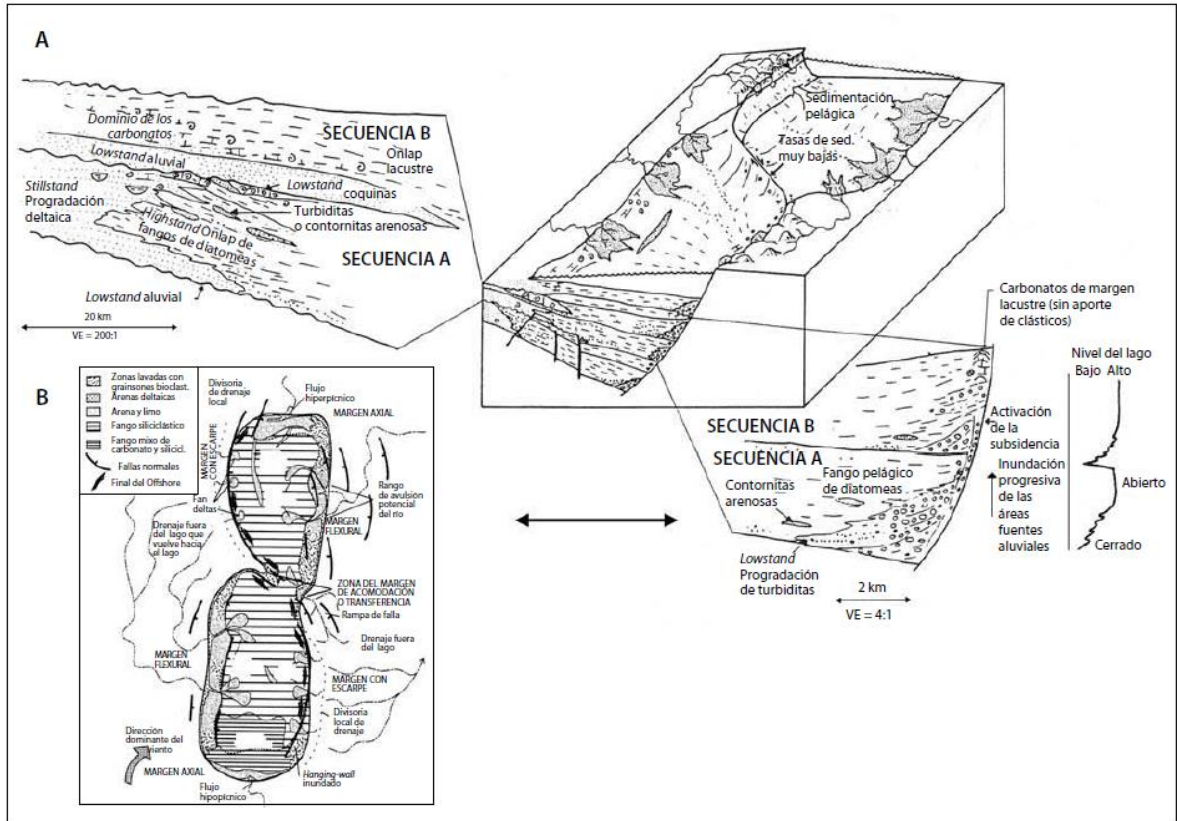 A
Dominio de los
carbonatos
SECUENCIA B
Onlap
lacustre
Lowstand aluvial
Lowstand
coquinas
Stillstand
Progradación
deltaica
Turbiditas
o contornitas arenosas
Highstand Onlap de
fangos de diatomeas
SECUENCIA A
Lowstand aluvial
20 km
VE = 200:1
Sedimentación
pelágica
Tasas de sed.
muy bajas
Carbonatos de margen
lacustre (sin aporte
de clásticos)
Nivel del lago
Bajo Alto
SECUENCIA B
SECUENCIA A
Activación
de la
subsidencia
Inundación
progresiva
de las
áreas
fuentes
aluviales
Abierto
Cerrado
Fango pelágico
de diatomeas
Contornitas
arenosas
Lowstand
Progradación
de turbiditas
2 km
VE = 4:1
B
Zonas lavadas con
grainsones bioclast.
Arenas deltaicas
Arena y limo
Fango siliciclástico
Fango mixo de
carbonato y silicicl.
Fallas normales
Final del Offshore
Divisoria
de drenaje
local
Flujo
hiperpícnico
MARGEN AXIAL
MARGEN
CON ESCARPE
Fan
deltas
Rango
de avulsión
potencial
del río
MARGEN
FLEXURAL
Drenaje fuera
del lago que
vuelve hacia
el lago
ZONA DEL MARGEN
DE ACOMODACIÓN
O TRANSFERENCIA
Rampa de falla
Drenaje fuera
del lago
MARGEN
FLEXURAL
MARGEN CON
ESCARPE
Divisoria
local de
drenaje
Dirección
dominante del
viento
MARGEN AXIAL
Hanging-wall
inundado
Flujo
hipopícnico